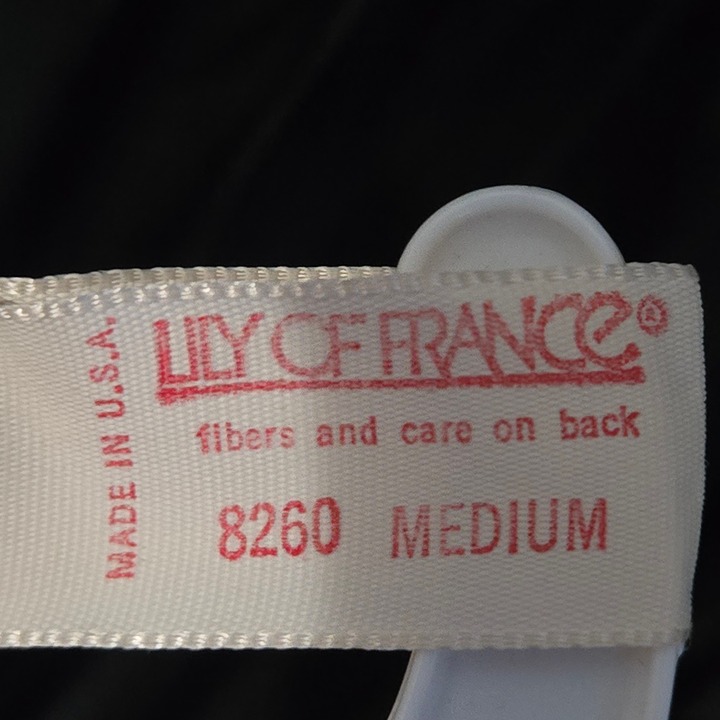 MADE IN U.S.A.
LILY OF FRANCE®
fibers and care on back
8260 MEDIUM